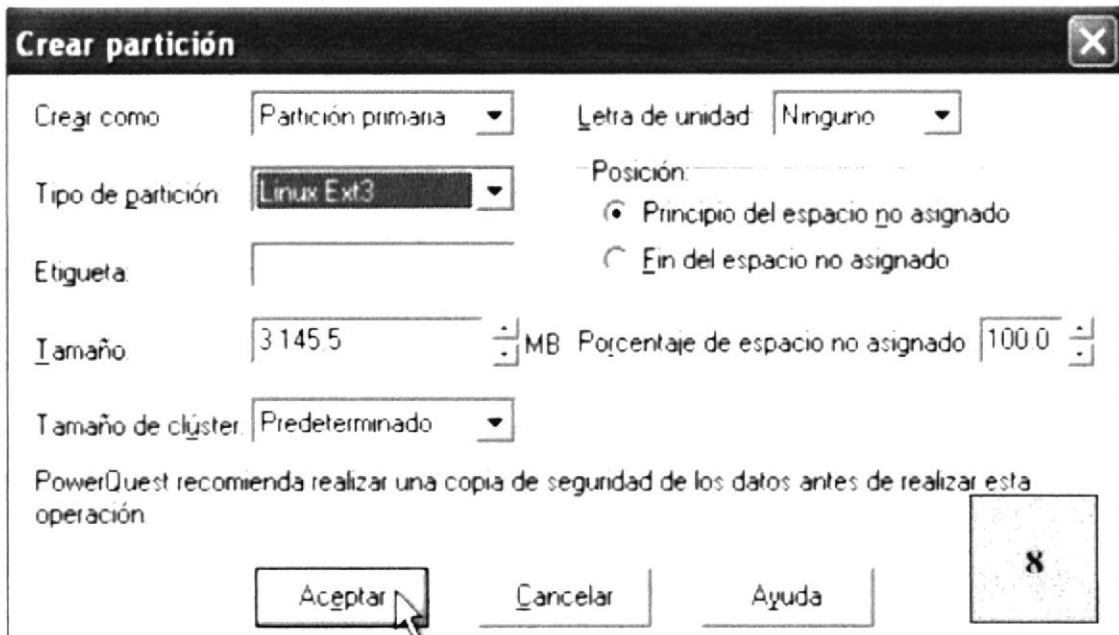 Crear partición
Crear como Partición primaria Letra de unidad: Ninguno
Tipo de partición: Linux Ext3 Posición:
Principio del espacio no asignado
Etiqueta: Fin del espacio no asignado
Tamaño: 3.145,5 MB Porcentaje de espacio no asignado 100.0
Tamaño de clúster: Predeterminado
PowerQuest recomienda realizar una copia de seguridad de los datos antes de realizar esta
operación.
8
Aceptar Cancelar Ayuda